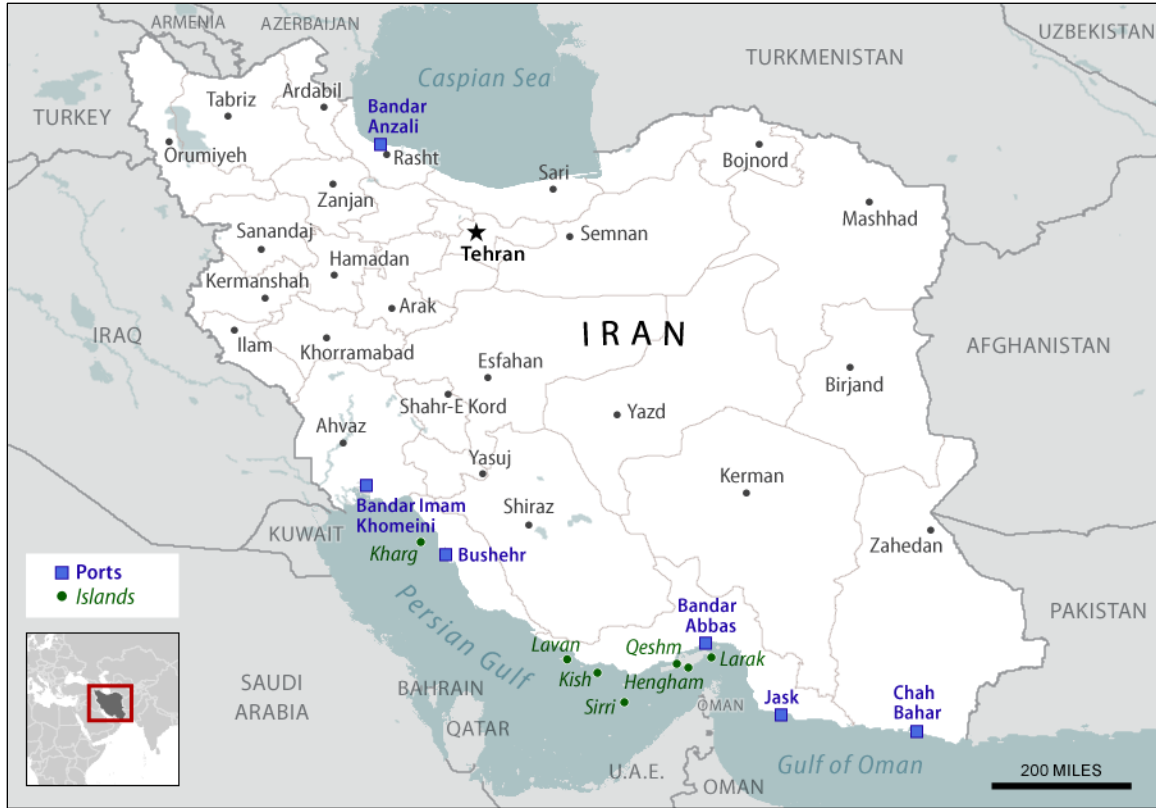 ARMENIA
AZERBAIJAN
UZBEKISTAN
TURKMENISTAN
Caspian Sea
TURKEY
Tabriz
Ardabil
Bandar
Anzali
Orumiyeh
Rasht
Bojnord
Sari
Zanjan
Mashhad
Sanandaj
Semnan
Tehran
Hamadan
Kermanshah
Arak
IRAQ
IRAN
Ilam
Khorramabad
AFGHANISTAN
Esfahan
Birjand
Shahr-E Kord
Yazd
Ahvaz
Yasuj
Kerman
Bandar Imam
Khomeini
Shiraz
KUWAIT
Kharg
Bushehr
Zahedan
Ports
Islands
Persian Gulf
Bandar
Abbas
PAKISTAN
Lavan
Qeshm
Larak
Kish
Hengham
SAUDI
ARABIA
BAHRAIN
Sirri
OMAN
Jask
Chah
Bahar
QATAR
U.A.E.
OMAN
Gulf of Oman
200 MILES